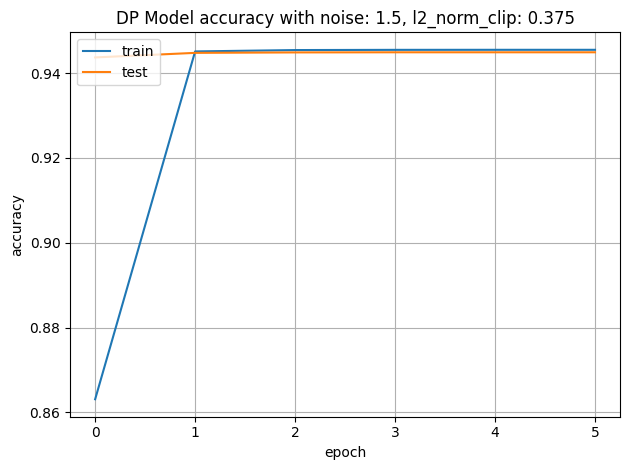 DP Model accuracy with noise: 1.5, l2_norm_clip: 0.375
train
test
0.94
0.92
0.90
0.88
0.86
accuracy
0 1 2 3 4 5
epoch